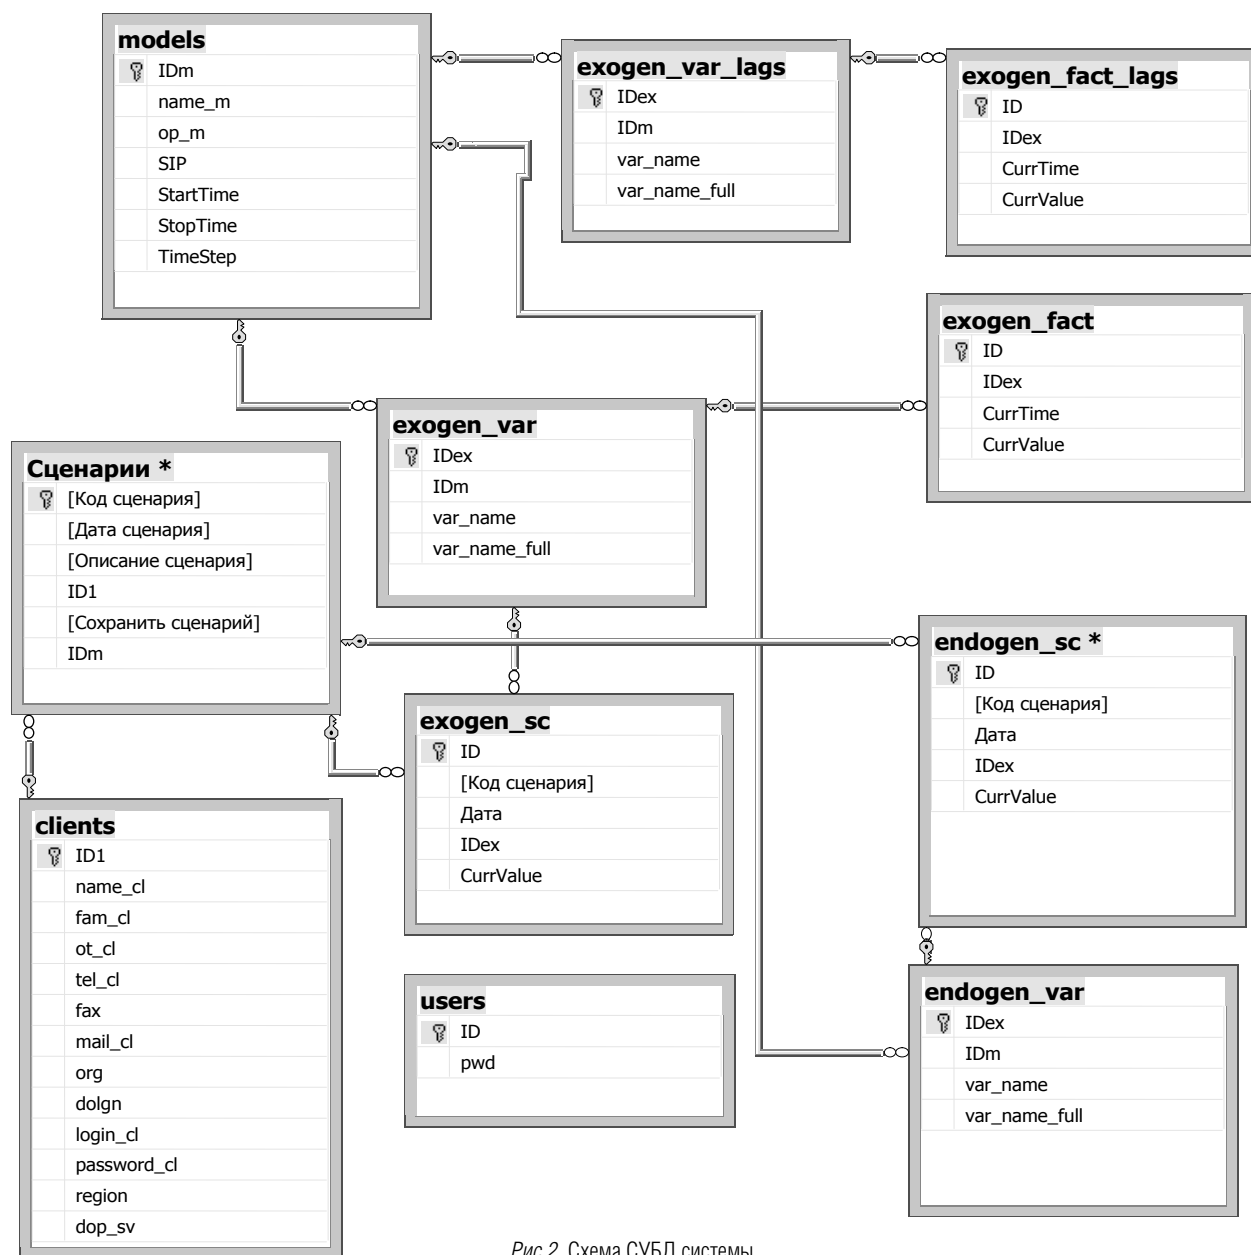 models
IDm
name_m
op_m
SIP
StartTime
StopTime
TimeStep
exogen_var_lags
IDex
IDm
var_name
var_name_full
exogen_fact_lags
ID
IDex
CurrTime
CurrValue
exogen_fact
ID
IDex
CurrTime
CurrValue
exogen_var
IDex
IDm
var_name
var_name_full
Сценарии *
[Код сценария]
[Дата сценария]
[Описание сценария]
ID1
[Сохранить сценарий]
IDm
endogen_sc *
ID
[Код сценария]
Дата
IDex
CurrValue
exogen_sc
ID
[Код сценария]
Дата
IDex
CurrValue
clients
ID1
name_cl
fam_cl
ot_cl
tel_cl
fax
mail_cl
org
dolgn
login_cl
password_cl
region
dop_sv
users
ID
pwd
endogen_var
IDex
IDm
var_name
var_name_full
Рис.2. Схема СУБД системы